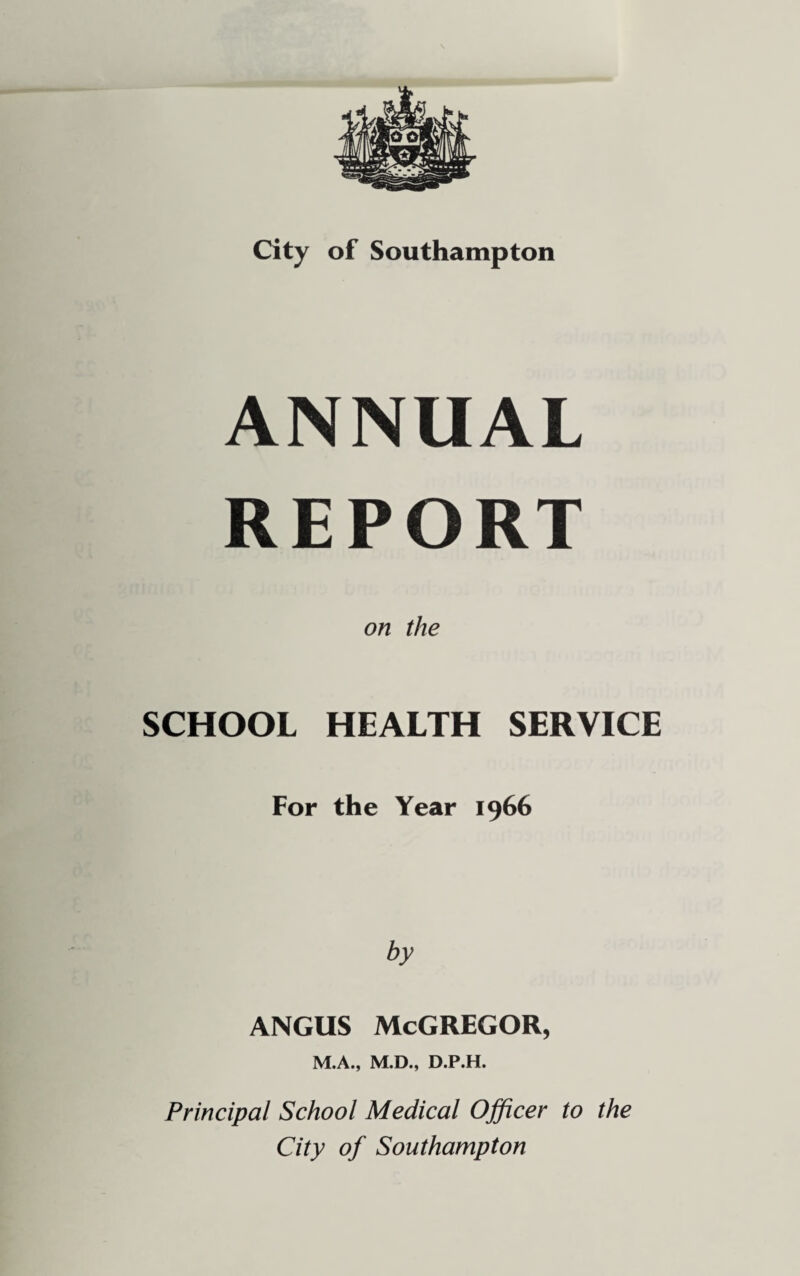 City of Southampton
ANNUAL
REPORT
on the
SCHOOL HEALTH SERVICE
For the Year 1966
by
ANGUS McGREGOR,
M.A., M.D., D.P.H.
Principal School Medical Officer to the
City of Southampton